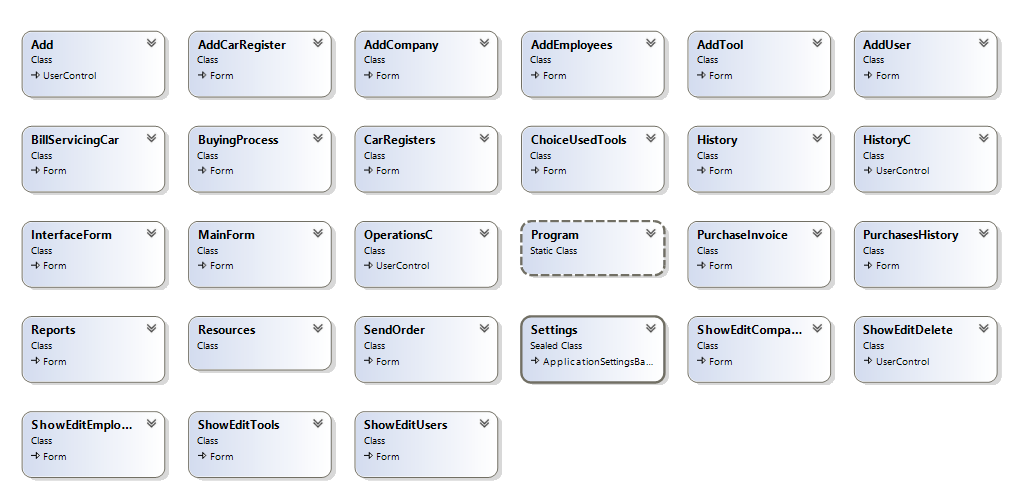 Add
Class
UserControl
AddCarRegister
Class
Form
AddCompany
Class
Form
AddEmployees
Class
Form
AddTool
Class
Form
AddUser
Class
Form
BillServicingCar
Class
Form
BuyingProcess
Class
Form
CarRegisters
Class
Form
ChoiceUsedTools
Class
Form
History
Class
Form
HistoryC
Class
UserControl
InterfaceForm
Class
Form
MainForm
Class
Form
OperationsC
Class
UserControl
Program
Static Class
PurchaseInvoice
Class
Form
PurchasesHistory
Class
Form
Reports
Class
Form
Resources
Class
SendOrder
Class
Form
Settings
Sealed Class
ApplicationSettingsBa...
ShowEditCompa...
Class
Form
ShowEditDelete
Class
UserControl
ShowEditEmplo...
Class
Form
ShowEditTools
Class
Form
ShowEditUsers
Class
Form